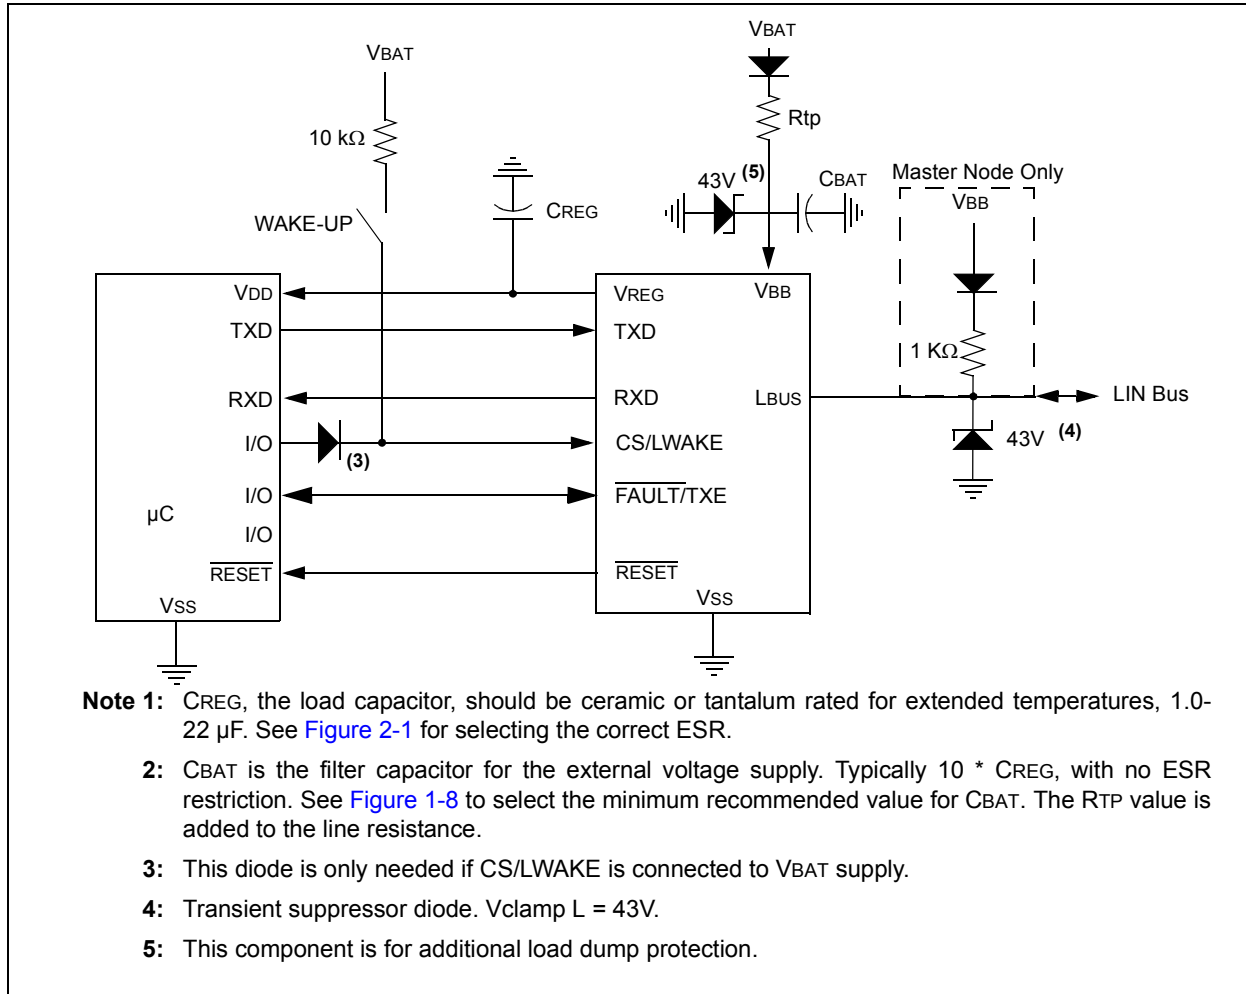 VBAT
VBAT
10 kΩ
Rtp
43V (5)
CBAT
Master Node Only
VBB
CREG
WAKE-UP
VDD
VREG
VBB
TXD
TXD
1 KΩ
RXD
RXD
LBUS
LIN Bus
I/O
(3)
CS/LWAKE
43V (4)
I/O
FAULT/TXE
µC
I/O
RESET
RESET
VSS
VSS
Note 1: CREG, the load capacitor, should be ceramic or tantalum rated for extended temperatures, 1.0-
22 µF. See Figure 2-1 for selecting the correct ESR.
2: CBAT is the filter capacitor for the external voltage supply. Typically 10 * CREG, with no ESR
restriction. See Figure 1-8 to select the minimum recommended value for CBAT. The RTP value is
added to the line resistance.
3: This diode is only needed if CS/LWAKE is connected to VBAT supply.
4: Transient suppressor diode. Vclamp L = 43V.
5: This component is for additional load dump protection.